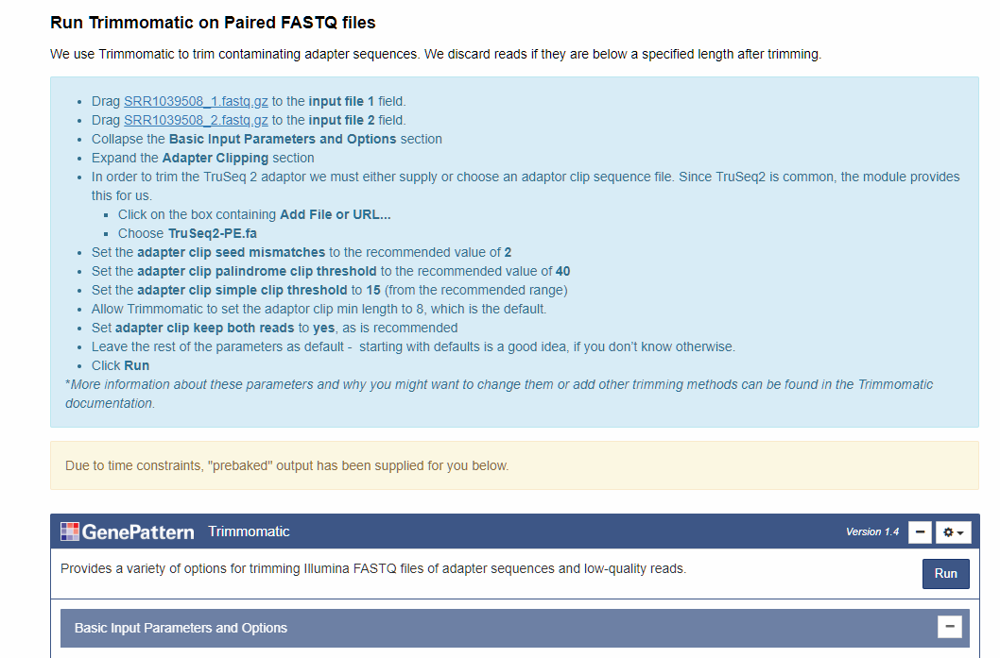 Run Trimmomatic on Paired FASTQ files
We use Trimmomatic to trim contaminating adapter sequences. We discard reads if they are below a specified length after trimming.
• Drag SRR1039508_1.fastq.gz to the input file 1 field.
• Drag SRR1039508_2.fastq.gz to the input file 2 field.
• Collapse the Basic Input Parameters and Options section
• Expand the Adapter Clipping section
• In order to trim the TruSeq 2 adaptor we must either supply or choose an adaptor clip sequence file. Since TruSeq2 is common, the module provides
this for us.
▪ Click on the box containing Add File or URL...
▪ Choose TruSeq2-PE.fa
• Set the adapter clip seed mismatches to the recommended value of 2
• Set the adapter clip palindrome clip threshold to the recommended value of 40
• Set the adapter clip simple clip threshold to 15 (from the recommended range)
• Allow Trimmomatic to set the adaptor clip min length to 8, which is the default.
• Set adapter clip keep both reads to yes, as is recommended
• Leave the rest of the parameters as default - starting with defaults is a good idea, if you don't know otherwise.
• Click Run
*More information about these parameters and why you might want to change them or add other trimming methods can be found in the Trimmomatic
documentation.
Due to time constraints, "prebaked" output has been supplied for you below.
GenePattern Trimmomatic Version 1.4
Provides a variety of options for trimming Illumina FASTQ files of adapter sequences and low-quality reads. Run
Basic Input Parameters and Options